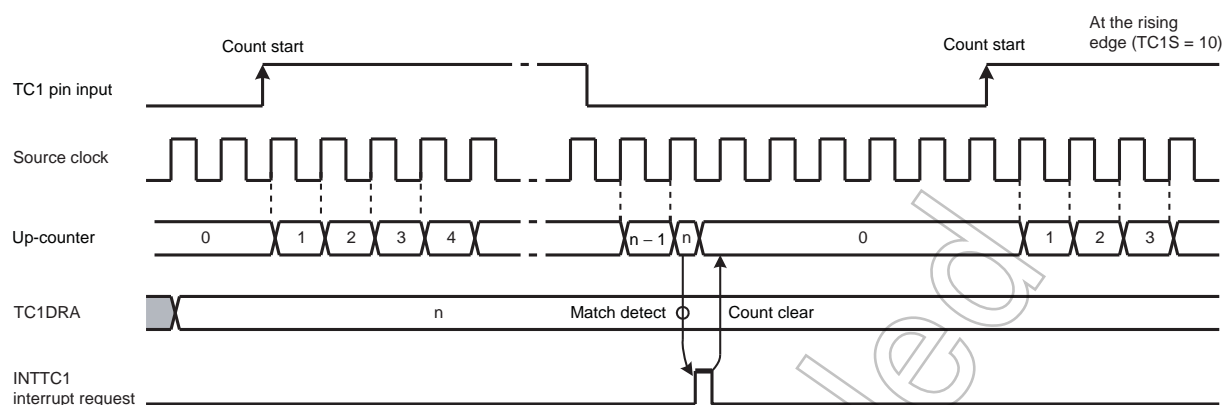 At the rising
edge (TC1S = 10)
Count start
Count start
TC1 pin input
Source clock
Up-counter
0
1
2
3
4
n – 1
n
0
1
2
3
TC1DRA
n
Match detect
Count clear
INTTC1
interrupt request